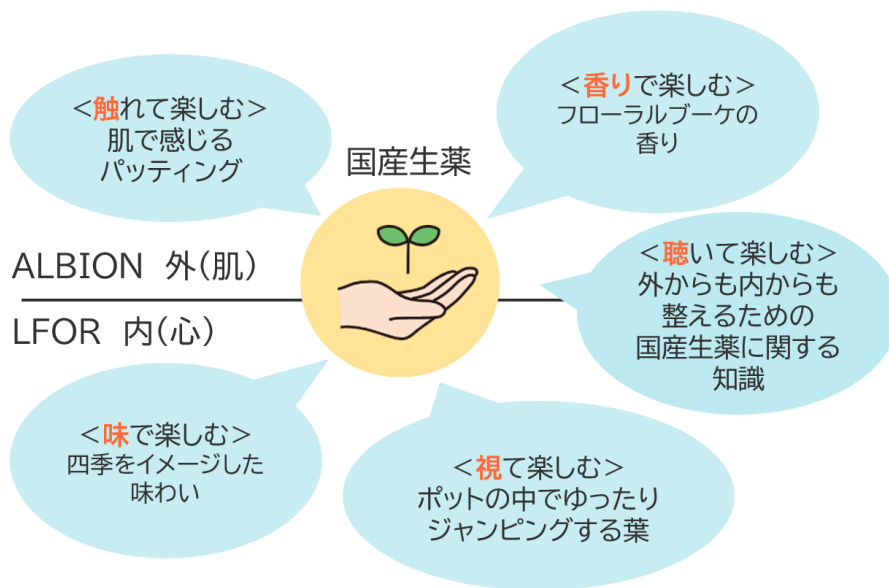 <触れて楽しむ>
肌で感じる
パッティング
<香りで楽しむ>
フローラルブーケの
香り
国産生薬
ALBION 外(肌)
LFOR 内(心)
<聴いて楽しむ>
外からも内からも
整えるための
国産生薬に関する
知識
<味で楽しむ>
四季をイメージした
味わい
<視て楽しむ>
ポットの中でゆったり
ジャンピングする葉